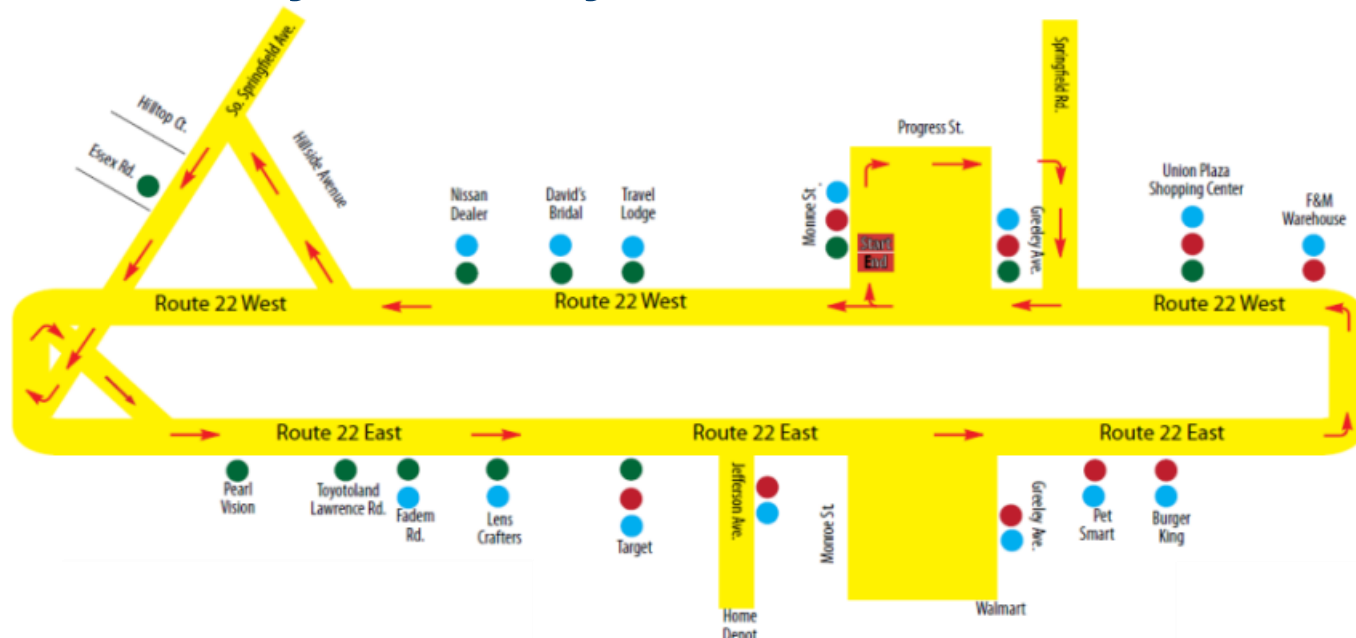 So. Springfield Ave.
Hilltop Ct.
Essex Rd.
Hillside Avenue
Nissan
Dealer
David's
Bridal
Travel
Lodge
Monroe St.
Progress St.
Start
End
Greeley Ave.
Springfield Rd.
Union Plaza
Shopping Center
F&M
Warehouse
Route 22 West
Route 22 West
Route 22 West
Route 22 East
Route 22 East
Route 22 East
Pearl
Vision
Toyotoland
Lawrence Rd.
Fadem
Rd.
Lens
Crafters
Target
Jefferson Ave.
Home
Depot
Monroe St.
Greeley Ave.
Walmart
Pet
Smart
Burger
King